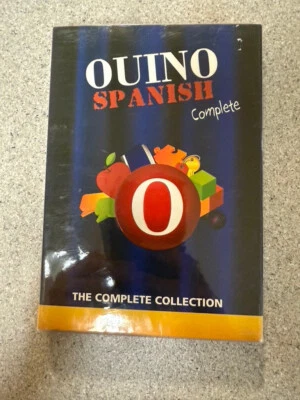 OUINO
SPANISH
Complete
O
THE COMPLETE COLLECTION